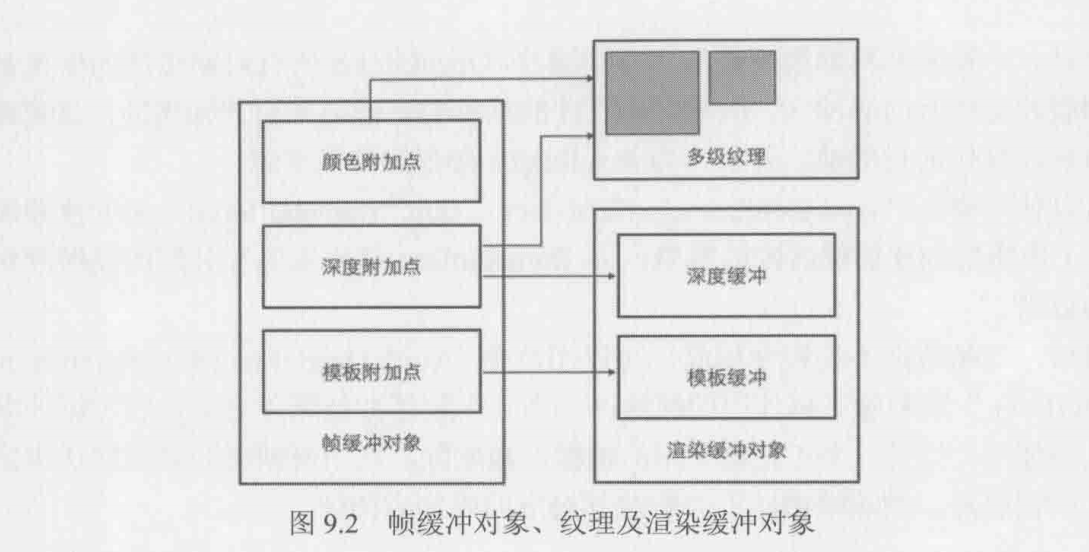 颜色附加点
深度附加点
模板附加点
帧缓冲对象
多级纹理
深度缓冲
模板缓冲
渲染缓冲对象
图 9.2 帧缓冲对象、纹理及渲染缓冲对象